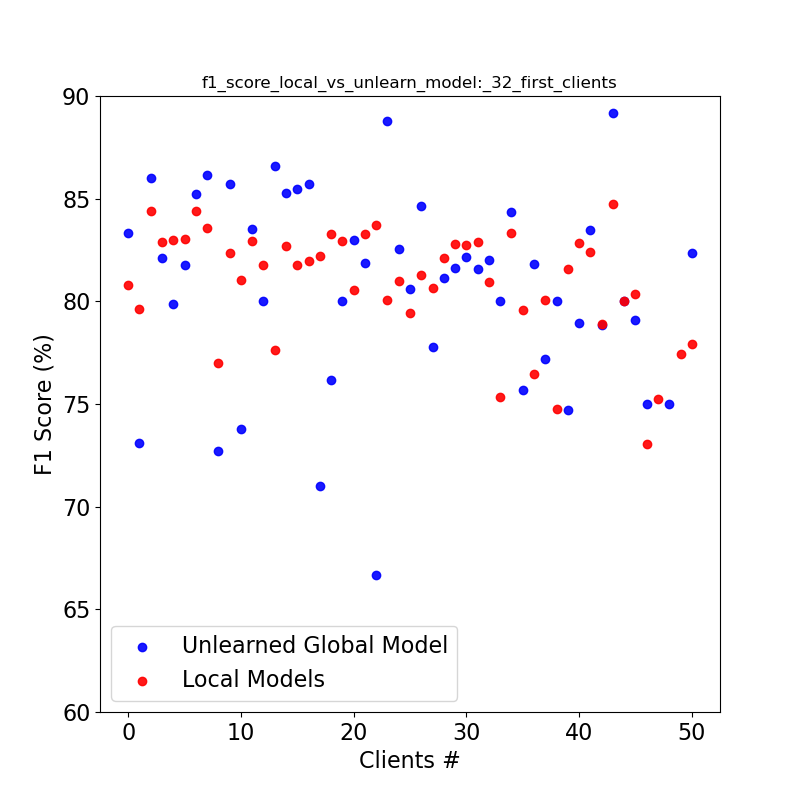 f1_score_local_vs_unlearn_model:_32_first_clients
90
85
80
75
70
65
60
F1 Score (%)
Unlearned Global Model
Local Models
0 10 20 30 40 50
Clients #